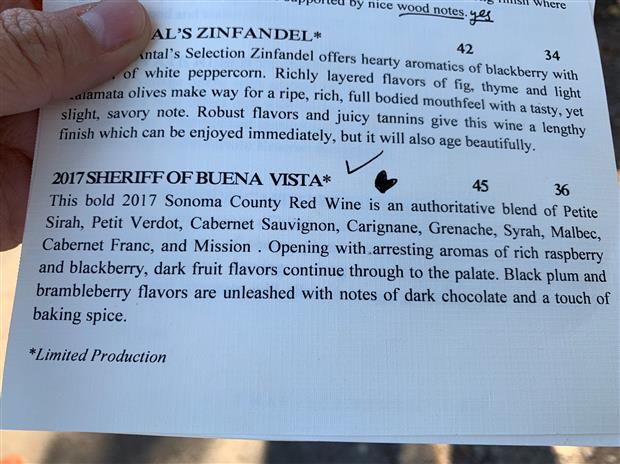 by nice wood notes. yes
AL'S ZINFANDEL* 42 34
Antal's Selection Zinfandel offers hearty aromatics of blackberry with
of white peppercorn. Richly layered flavors of fig, thyme and light
olives make way for a ripe, rich, full bodied mouthfeel with a tasty, yet
slight, savory note. Robust flavors and juicy tannins give this wine a lengthy
finish which can be enjoyed immediately, but it will also age beautifully.
2017 SHERIFF OF BUENA VISTA* 45 36
This bold 2017 Sonoma County Red Wine is an authoritative blend of Petite
Sirah, Petit Verdot, Cabernet Sauvignon, Carignane, Grenache, Syrah, Malbec,
Cabernet Franc, and Mission . Opening with arresting aromas of rich raspberry
and blackberry, dark fruit flavors continue through to the palate. Black plum and
brambleberry flavors are unleashed with notes of dark chocolate and a touch of
baking spice.
*Limited Production